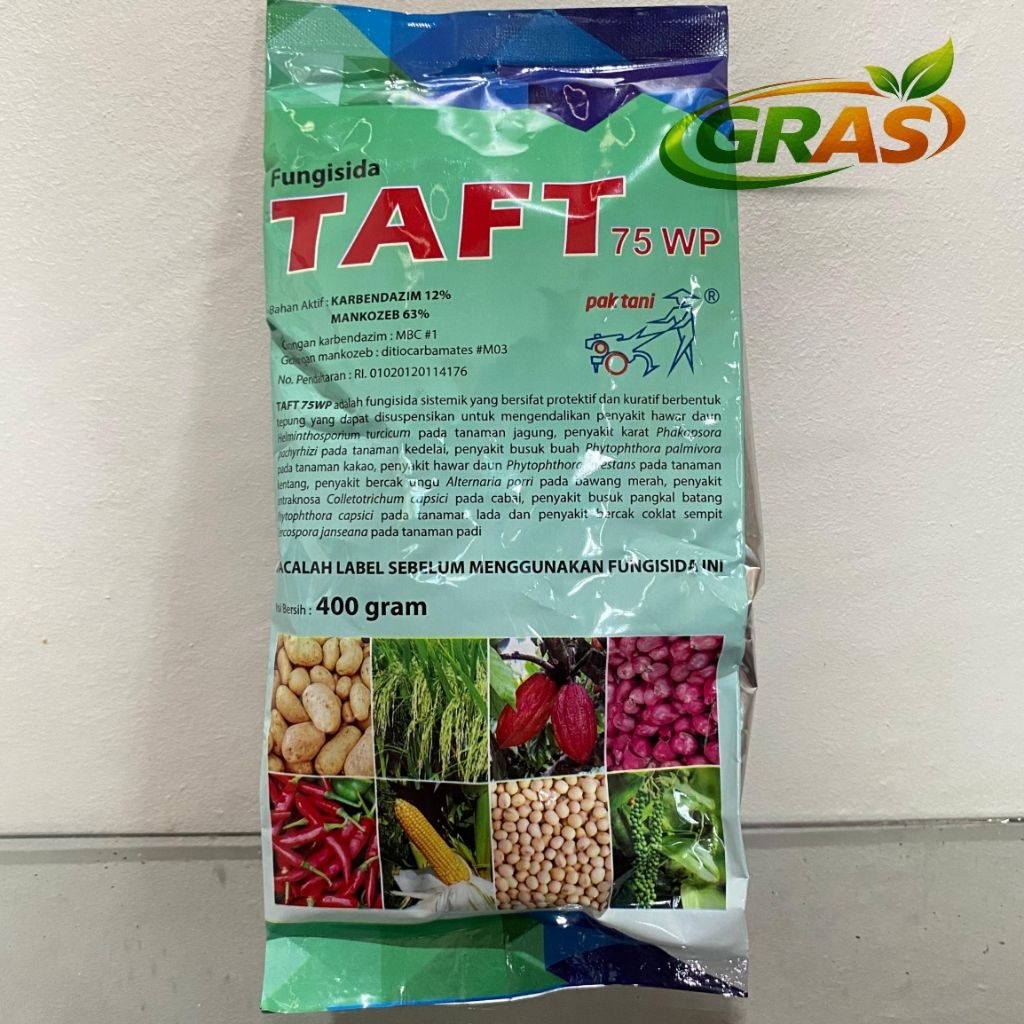 GRAS
Fungisida
TAFT 75 WP
Bahan Aktif : KARBENDAZIM 12%
MANKOZEB 63%
karbendazim : MBC #1
mankozeb : ditiocarbamates #M03
No. : RI. 01020120114176
pak tani ®
TAFT 75WP adalah fungisida sistemik yang bersifat protektif dan kuratif berbentuk
tepung yang dapat disuspensikan untuk mengendalikan penyakit hawar daun
Helminthosporium turcicum pada tanaman jagung, penyakit karat Phakopsora
pada tanaman kedelai, penyakit busuk buah Phytophthora palmivora
pada tanaman kakao, penyakit hawar daun Phytophthora pada tanaman
kentang, penyakit bercak ungu Alternaria porri pada bawang merah, penyakit
Colletotrichum capsici pada cabai, penyakit busuk pangkal batang
capsici pada tanaman lada dan penyakit bercak coklat sempit
janseana pada tanaman padi
LABEL SEBELUM MENGGUNAKAN FUNGISIDA INI
Bersih : 400 gram